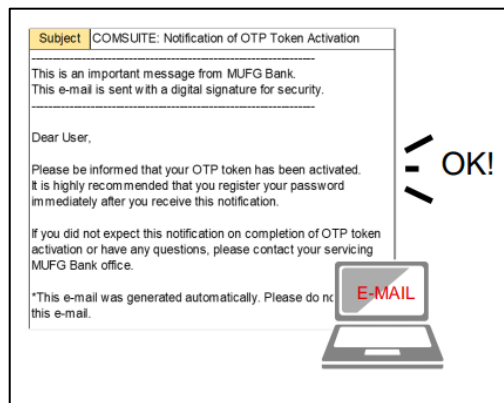 Subject COMSUITE: Notification of OTP Token Activation
--------------------------------------------------------------------
This is an important message from MUFG Bank.
This e-mail is sent with a digital signature for security.
--------------------------------------------------------------------
Dear User,
Please be informed that your OTP token has been activated.
It is highly recommended that you register your password
immediately after you receive this notification.
If you did not expect this notification on completion of OTP token
activation or have any questions, please contact your servicing
MUFG Bank office.
*This e-mail was generated automatically. Please do
this e-mail.
OK!
E-MAIL